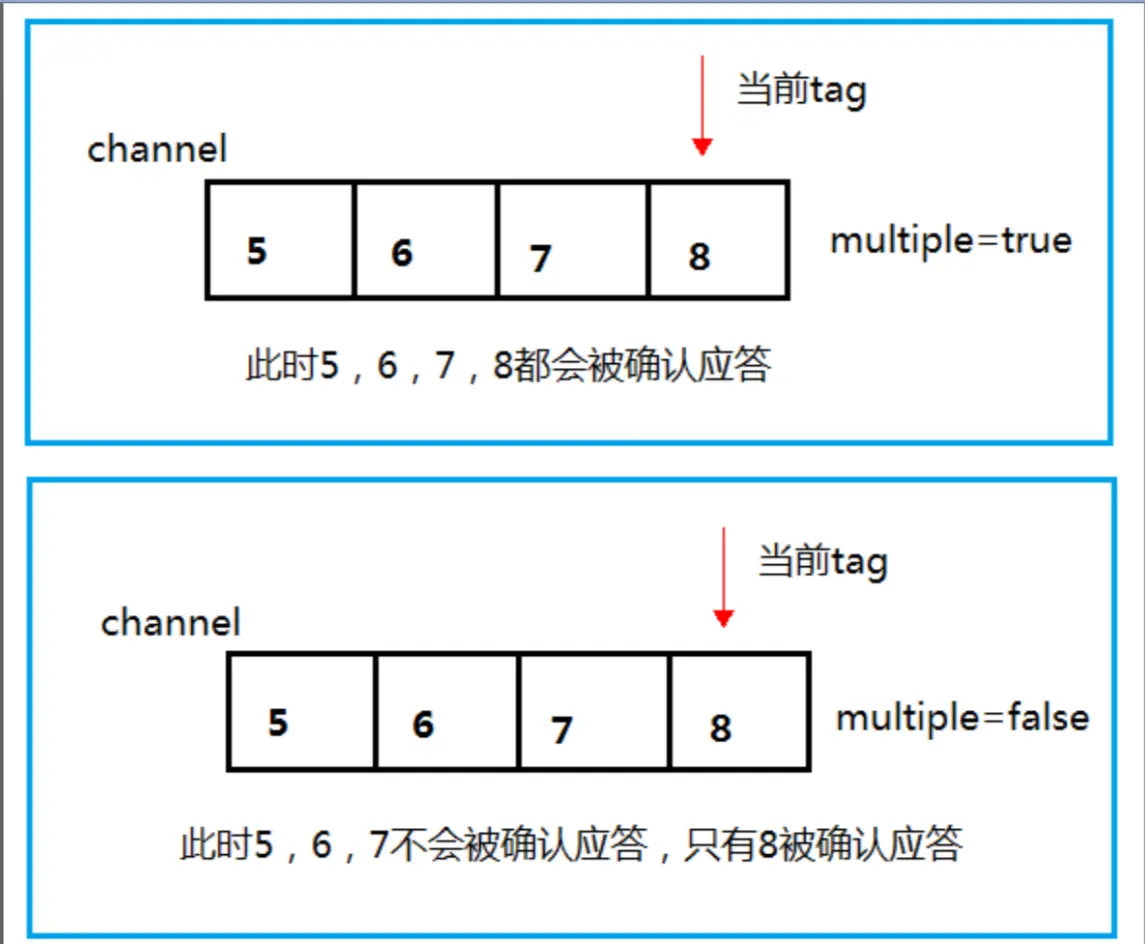 当前tag
channel
5 6 7 8
multiple=true
此时5，6，7，8都会被确认应答
当前tag
channel
5 6 7 8
multiple=false
此时5，6，7不会被确认应答，只有8被确认应答